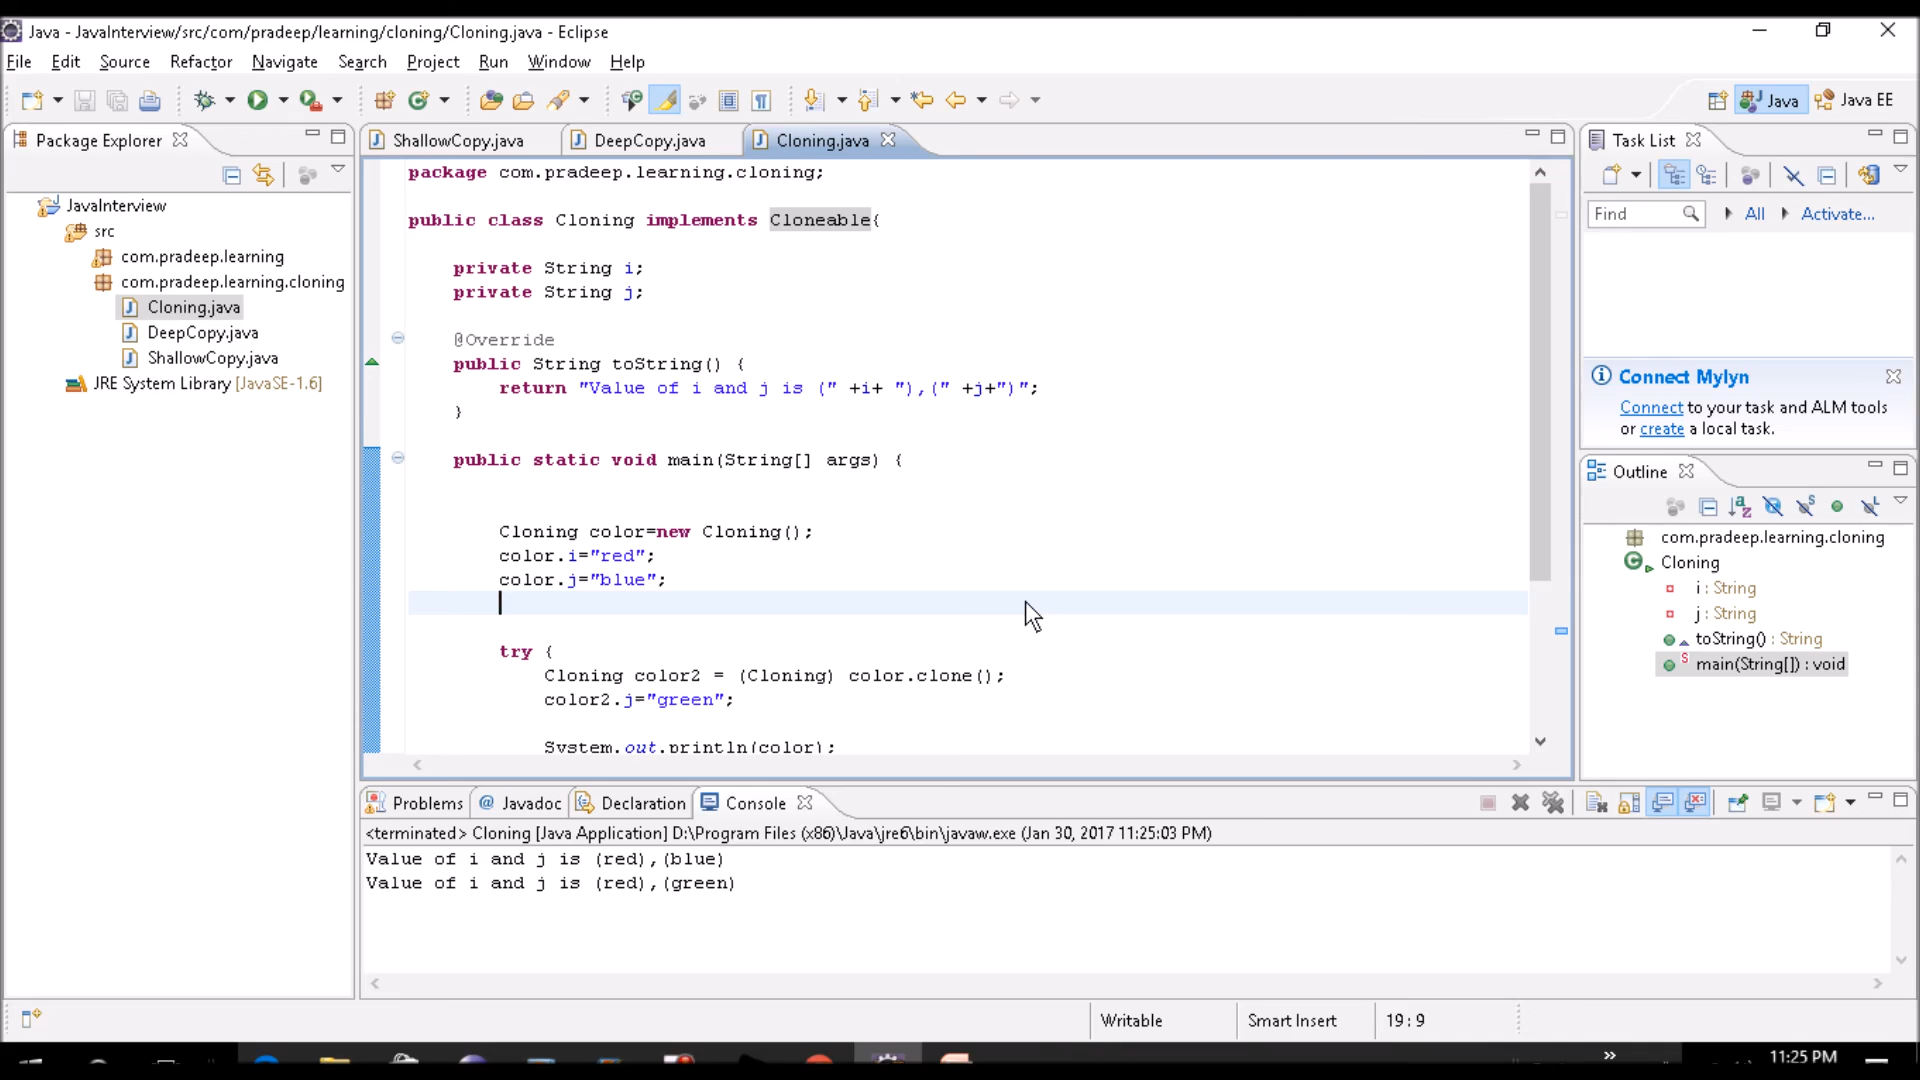 Java - JavaInterview/src/com/pradeep/learning/cloning/Cloning.java - Eclipse
File Edit Source Refactor Navigate Search Project Run Window Help
Java Java EE
Package Explorer
JavaInterview
src
com.pradeep.learning
com.pradeep.learning.cloning
Cloning.java
DeepCopy.java
ShallowCopy.java
JRE System Library [JavaSE-1.6]
ShallowCopy.java DeepCopy.java Cloning.java
package com.pradeep.learning.cloning;
public class Cloning implements Cloneable{
private String i;
private String j;
@Override
public String toString() {
return "Value of i and j is (" +i+ "),(" +j+")";
}
public static void main(String[] args) {
Cloning color=new Cloning();
color.i="red";
color.j="blue";
try {
Cloning color2 = (Cloning) color.clone();
color2.j="green";
System.out.println(color);
Task List
Find All Activate...
Connect Mylyn
Connect to your task and ALM tools
or create a local task.
Outline
com.pradeep.learning.cloning
Cloning
i : String
j : String
toString() : String
main(String[]) : void
Problems @ Javadoc Declaration Console
<terminated> Cloning [Java Application] D:\Program Files (x86)\Java\jre6\bin\javaw.exe (Jan 30, 2017 11:25:03 PM)
Value of i and j is (red),(blue)
Value of i and j is (red),(green)
Writable Smart Insert 19 : 9
11:25 PM